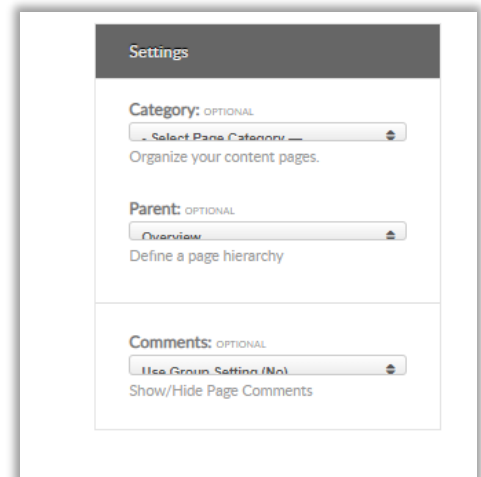 Settings
Category: OPTIONAL
- Select Page Category —
Organize your content pages.
Parent: OPTIONAL
Overview
Define a page hierarchy
Comments: OPTIONAL
Use Group Setting (No)
Show/Hide Page Comments